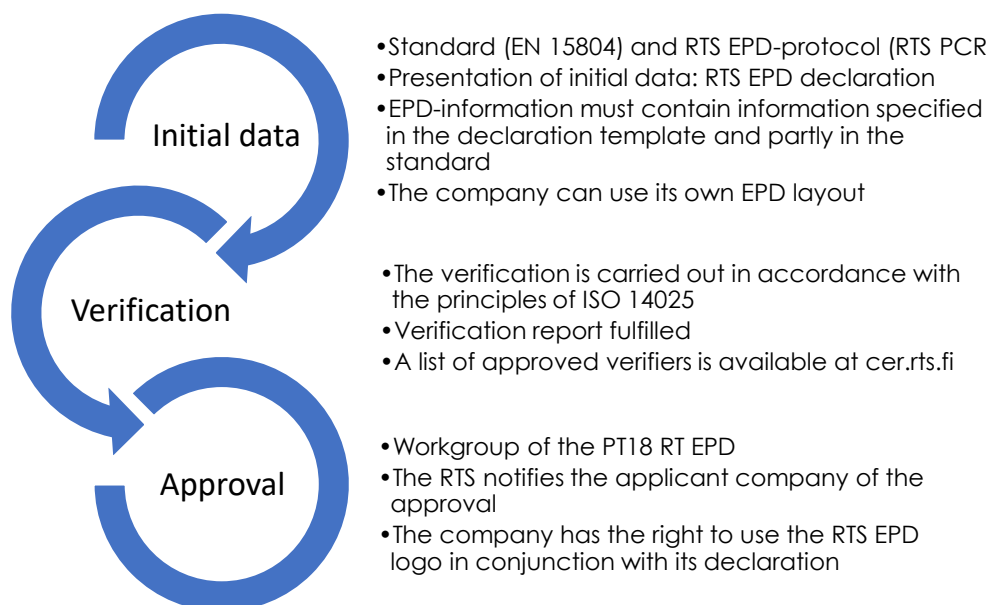 Initial data
•Standard (EN 15804) and RTS EPD-protocol (RTS PCR
•Presentation of initial data: RTS EPD declaration
•EPD-information must contain information specified
in the declaration template and partly in the
standard
•The company can use its own EPD layout
Verification
•The verification is carried out in accordance with
the principles of ISO 14025
•Verification report fulfilled
•A list of approved verifiers is available at cer.rts.fi
Approval
•Workgroup of the PT18 RT EPD
•The RTS notifies the applicant company of the
approval
•The company has the right to use the RTS EPD
logo in conjunction with its declaration